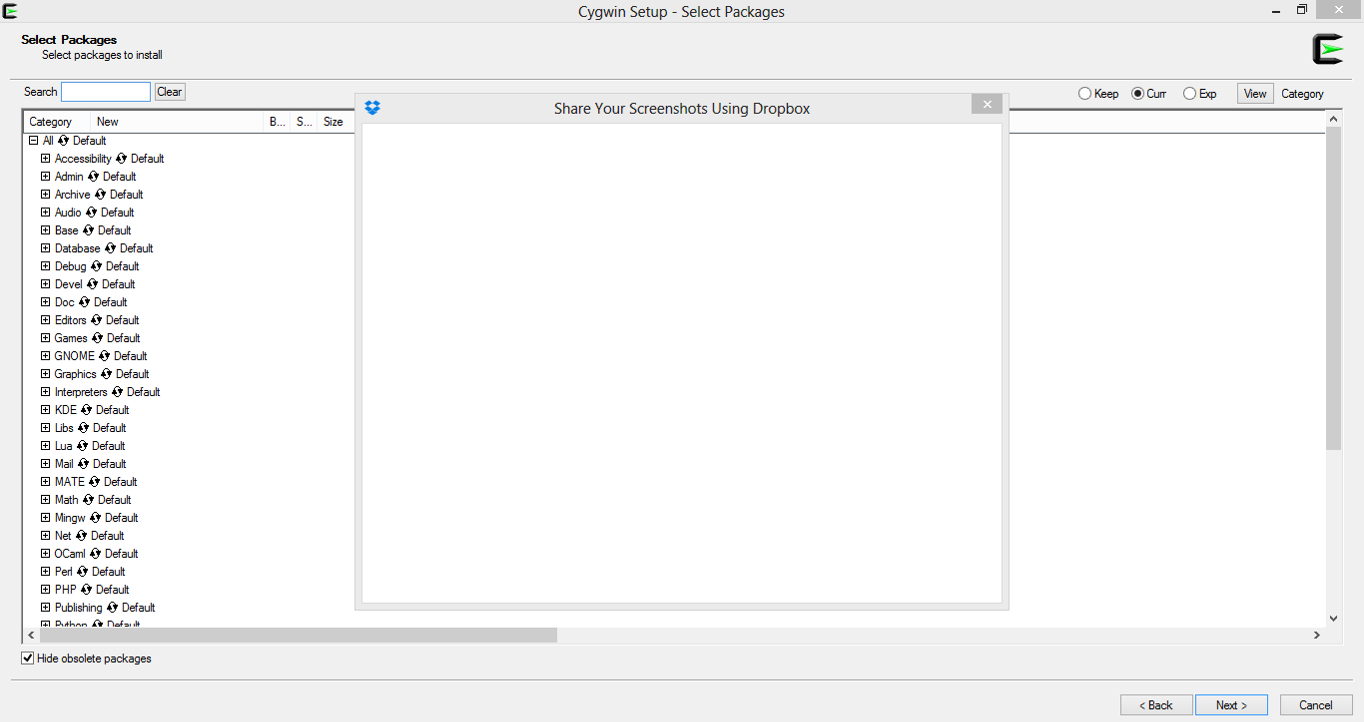 Cygwin Setup - Select Packages
Select Packages
Select packages to install
Search Clear
Keep Curr Exp View Category
Share Your Screenshots Using Dropbox
Category New B... S... Size
All Default
Accessibility Default
Admin Default
Archive Default
Audio Default
Base Default
Database Default
Debug Default
Devel Default
Doc Default
Editors Default
Games Default
GNOME Default
Graphics Default
Interpreters Default
KDE Default
Libs Default
Lua Default
Mail Default
MATE Default
Math Default
Mingw Default
Net Default
OCaml Default
Perl Default
PHP Default
Publishing Default
Python Default
Hide obsolete packages
< Back Next > Cancel